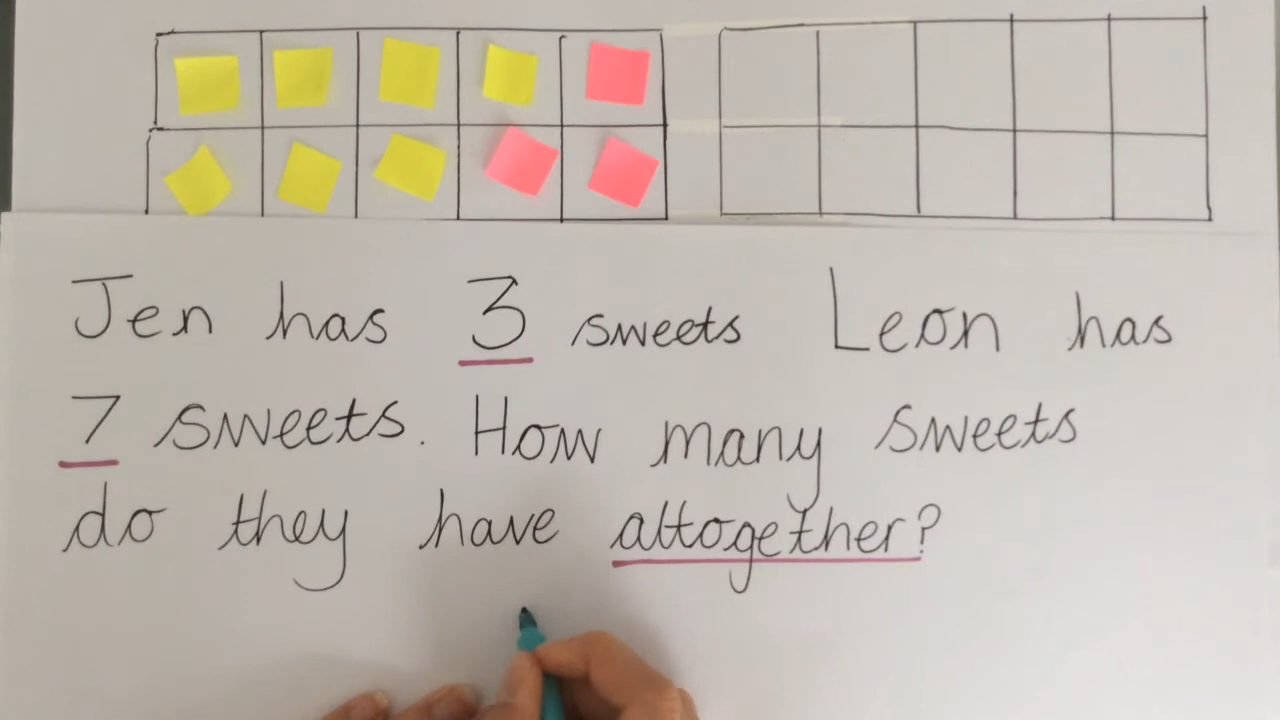 Jen has 3 sweets Leon has
7 sweets. How many sweets
do they have altogether?